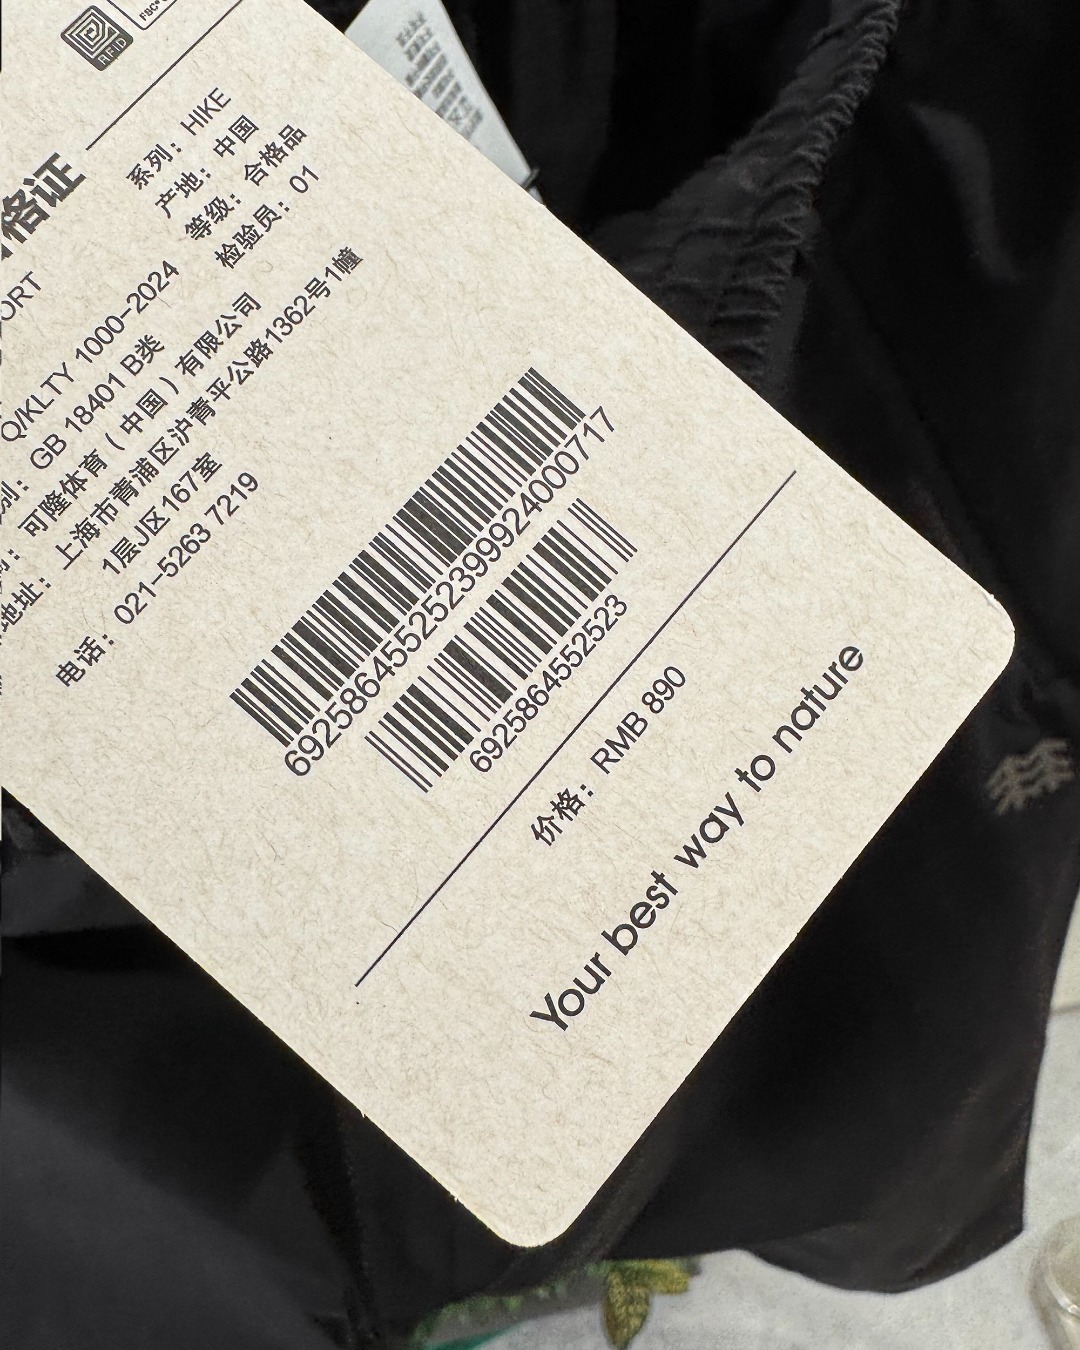 RFID
格证
系列：HIKE
产地：中国
等级：合格品
检验员：01
ORT
Q/KLTY 1000-2024
别：GB 18401 B类
可隆体育（中国）有限公司
地址：上海市青浦区沪青平公路1362号1幢
1层J区167室
电话：021-5263 7219
692586455252399924000717
6925864552523
价格：RMB 890
Your best way to nature